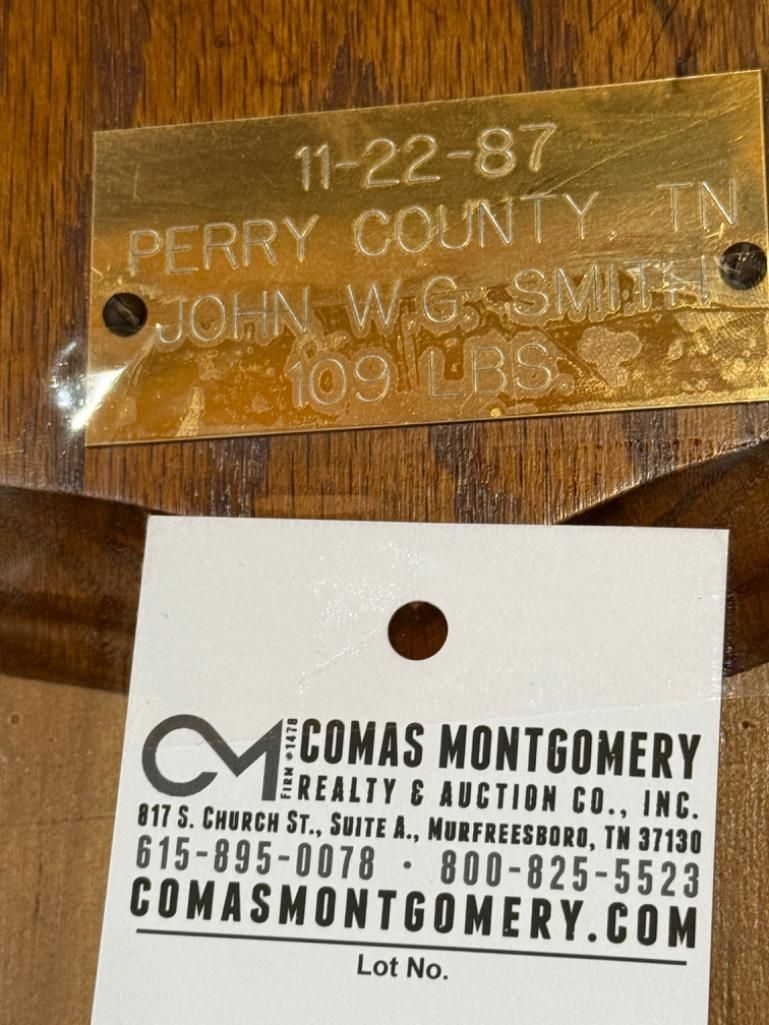 11-22-87
PERRY COUNTY TN
JOHN W.G. SMITH
109 LBS.
CM FIRM #1478 COMAS MONTGOMERY
REALTY & AUCTION CO., INC.
817 S. CHURCH ST., SUITE A., MURFREESBORO, TN 37130
615-895-0078 · 800-825-5523
COMASMONTGOMERY.COM
Lot No.